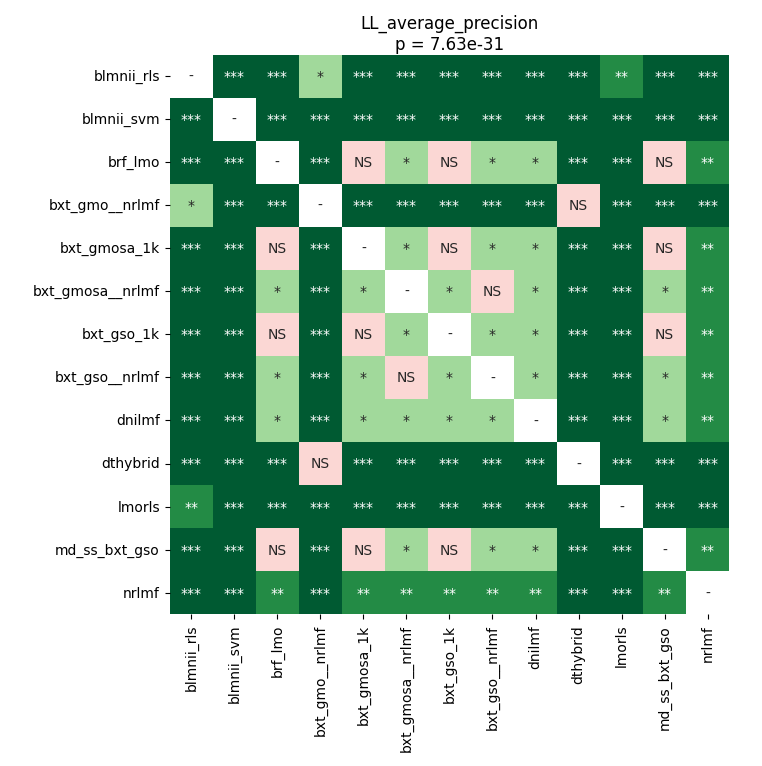 LL_average_precision
p = 7.63e-31
blmnii_rls - *** *** * *** *** *** *** *** *** ** *** ***
blmnii_svm *** - *** *** *** *** *** *** *** *** *** *** ***
brf_lmo *** *** - *** NS * NS * * *** *** NS **
bxt_gmo__nrlmf * *** *** - *** *** *** *** *** NS *** *** ***
bxt_gmosa_1k *** *** NS *** - * NS * * *** *** NS **
bxt_gmosa__nrlmf *** *** * *** * - * NS * *** *** * **
bxt_gso_1k *** *** NS *** NS * - * * *** *** NS **
bxt_gso__nrlmf *** *** * *** * NS * - * *** *** * **
dnilmf *** *** * *** * * * * - *** *** * **
dthybrid *** *** *** NS *** *** *** *** *** - *** *** ***
lmorls ** *** *** *** *** *** *** *** *** *** - *** ***
md_ss_bxt_gso *** *** NS *** NS * NS * * *** *** - **
nrlmf *** *** ** *** ** ** ** ** ** *** *** ** -
blmnii_rls
blmnii_svm
brf_lmo
bxt_gmo__nrlmf
bxt_gmosa_1k
bxt_gmosa__nrlmf
bxt_gso_1k
bxt_gso__nrlmf
dnilmf
dthybrid
lmorls
md_ss_bxt_gso
nrlmf